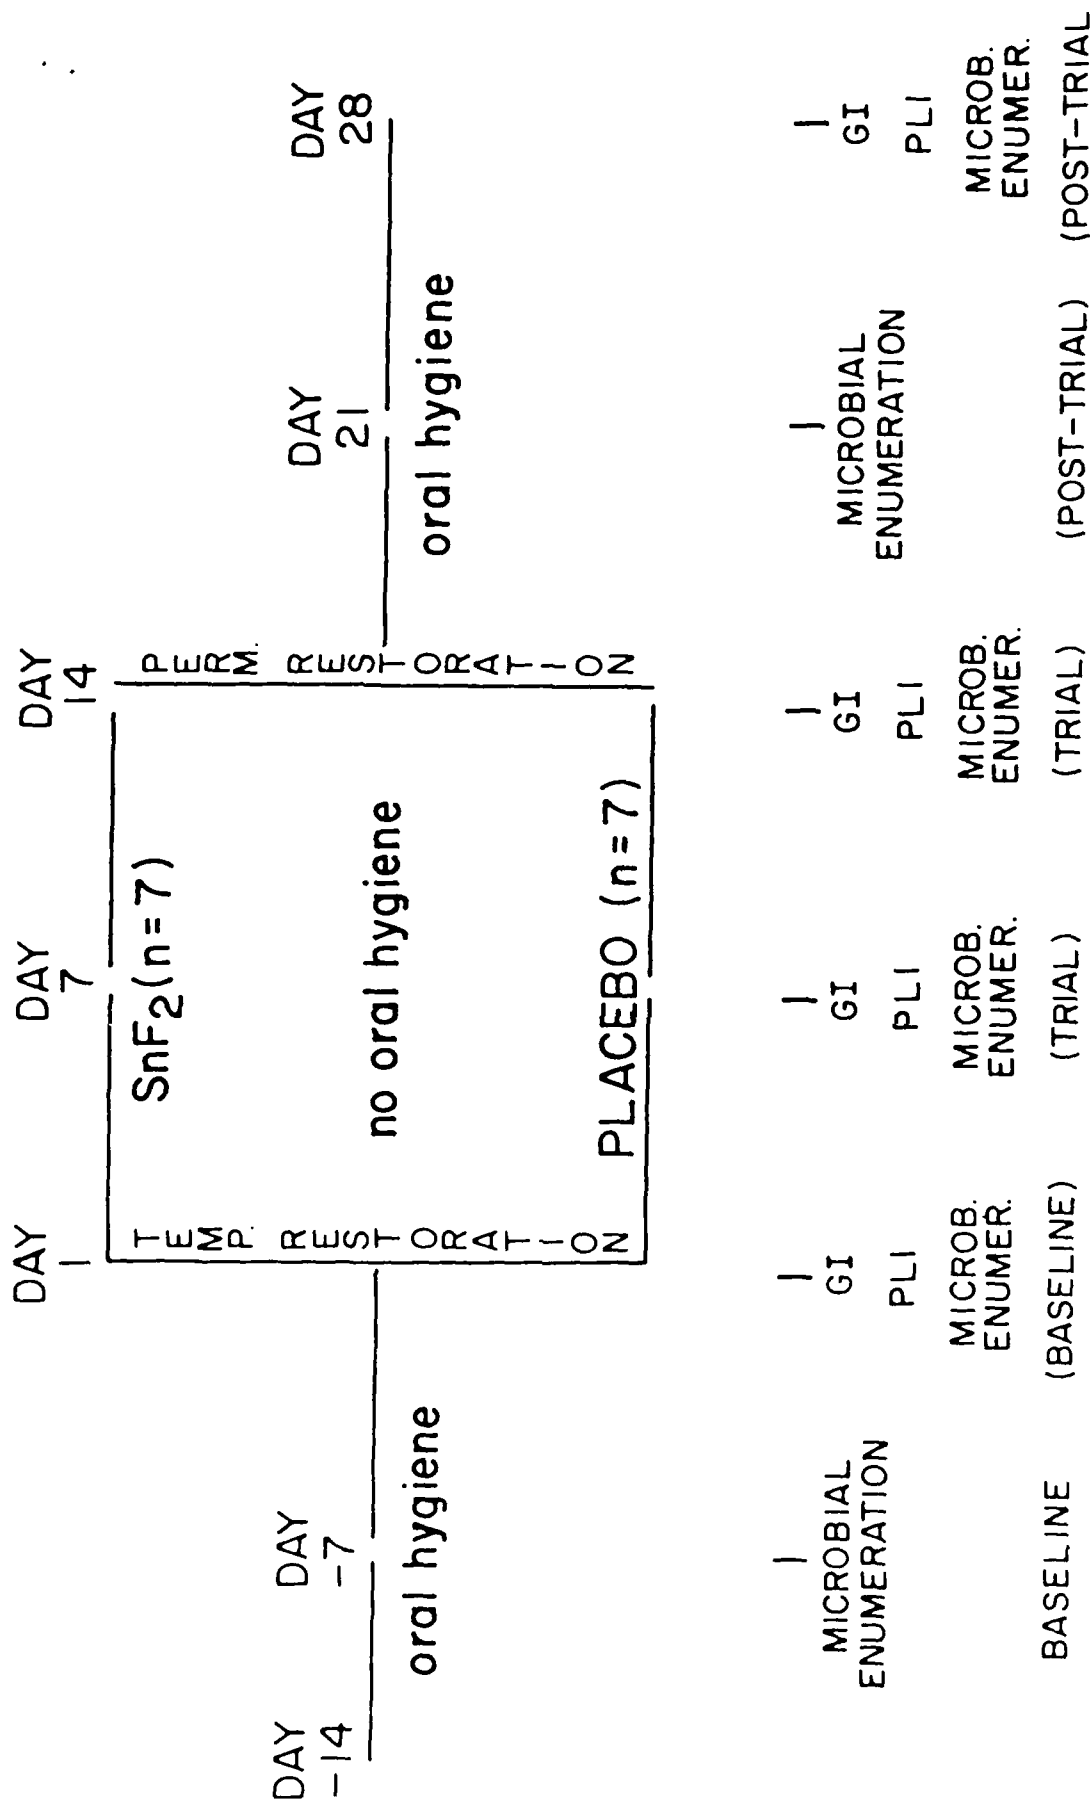 DAY
-14
DAY
-7
oral hygiene
DAY
1
TEMP. RESTORATION
DAY
7
SnF₂ (n=7)
no oral hygiene
PLACEBO (n=7)
DAY
14
PERM. RESTORATION
DAY
21
oral hygiene
DAY
28
MICROBIAL
ENUMERATION
BASELINE
GI
PLI
MICROB.
ENUMER.
(BASELINE)
GI
PLI
MICROB.
ENUMER.
(TRIAL)
GI
PLI
MICROB.
ENUMER.
(TRIAL)
MICROBIAL
ENUMERATION
(POST-TRIAL)
GI
PLI
MICROB.
ENUMER.
(POST-TRIAL